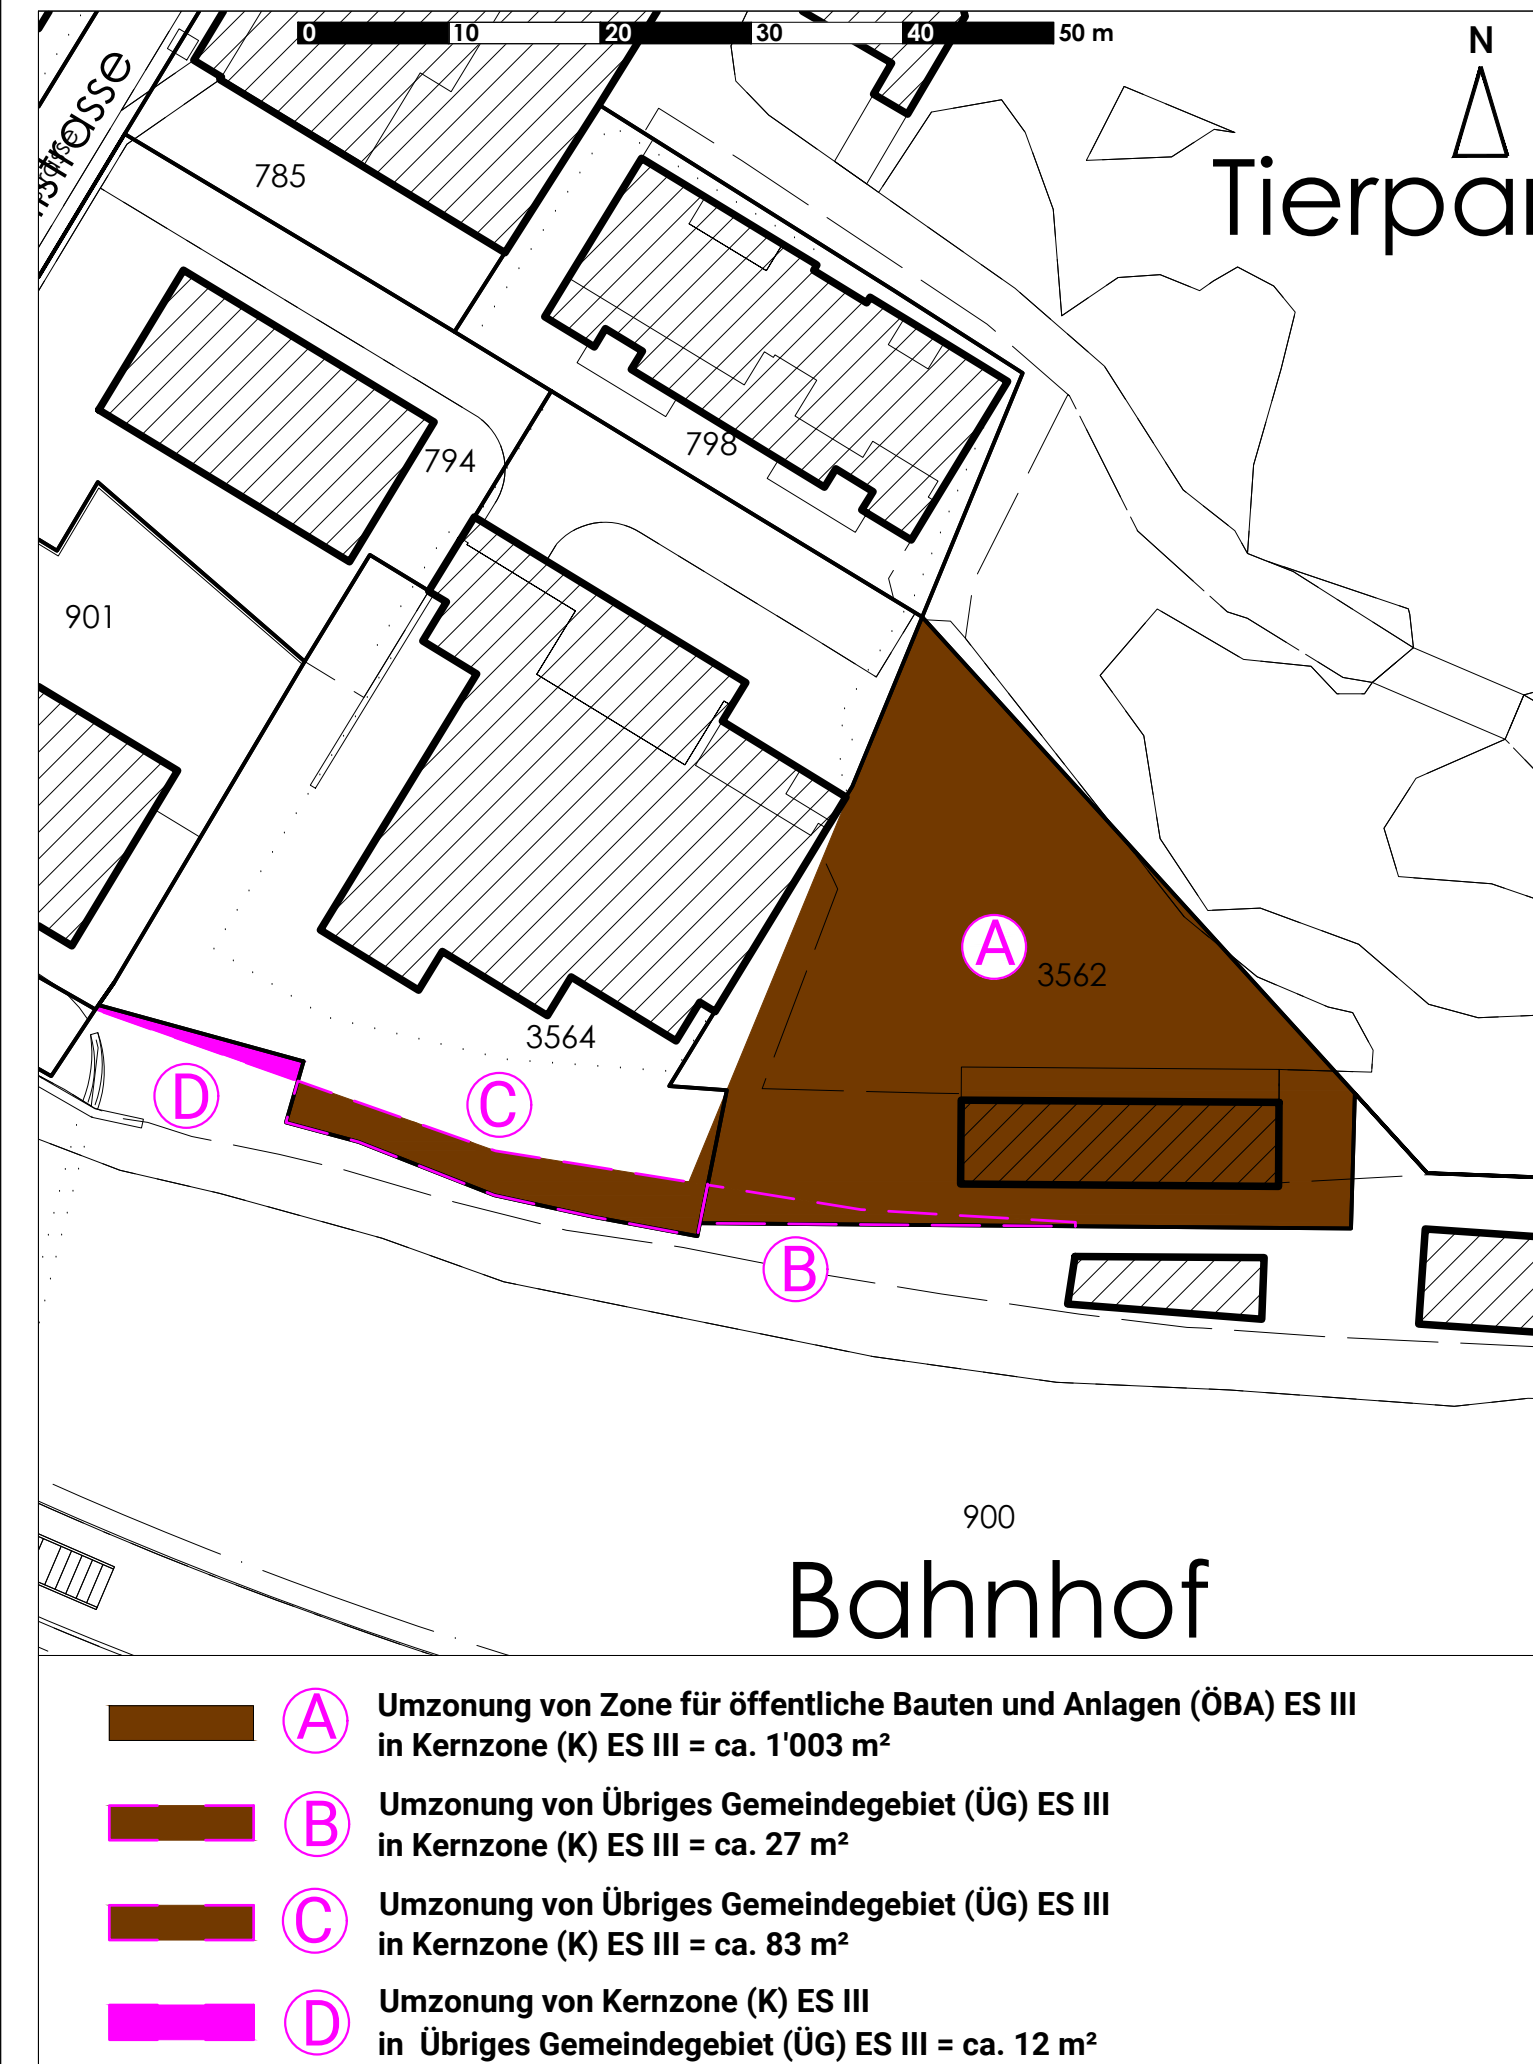 0 10 20 30 40 50 m
N
785
798
794
901
A
3562
3564
D
C
B
900
Bahnhof
A Umzonung von Zone für öffentliche Bauten und Anlagen (ÖBA) ES III
in Kernzone (K) ES III = ca. 1'003 m²
B Umzonung von Übriges Gemeindegebiet (ÜG) ES III
in Kernzone (K) ES III = ca. 27 m²
C Umzonung von Übriges Gemeindegebiet (ÜG) ES III
in Kernzone (K) ES III = ca. 83 m²
D Umzonung von Kernzone (K) ES III
in Übriges Gemeindegebiet (ÜG) ES III = ca. 12 m²